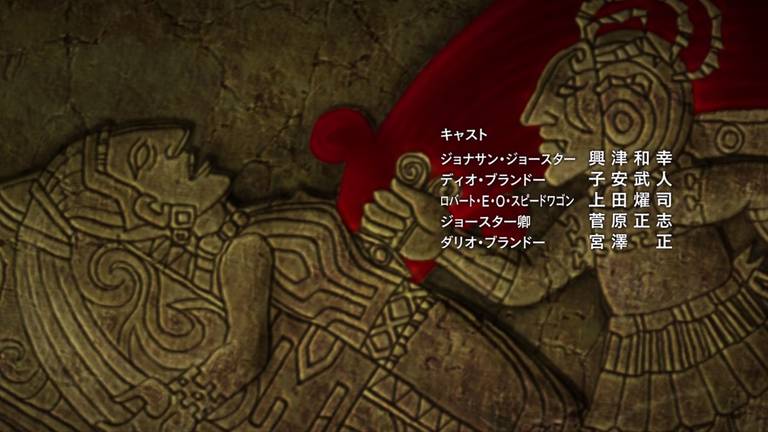 キャスト
ジョナサン・ジョースター 興津和幸
ディオ・ブランドー 子安武人
ロバート・E・O・スピードワゴン 上田燿司
ジョースター卿 菅原正志
ダリオ・ブランドー 宮澤 正